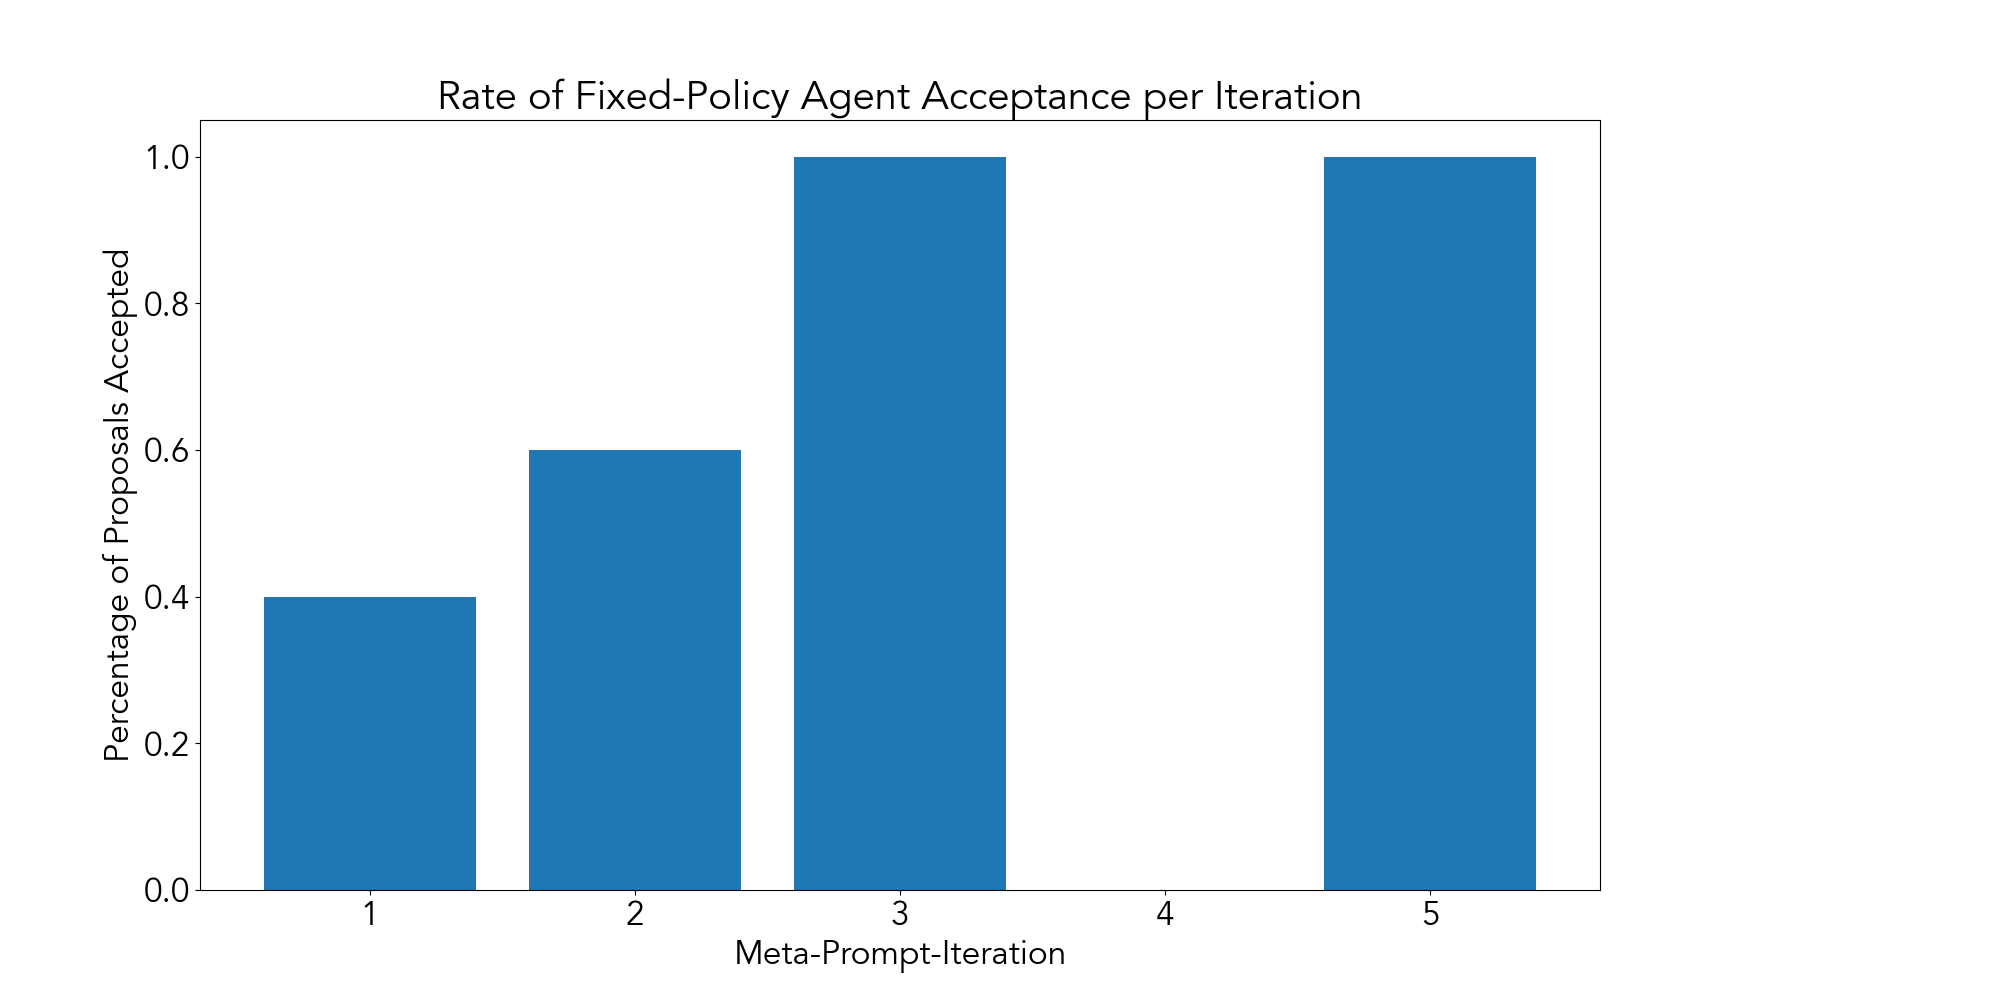 Rate of Fixed-Policy Agent Acceptance per Iteration
Percentage of Proposals Accepted
1.0
0.8
0.6
0.4
0.2
0.0
1 2 3 4 5
Meta-Prompt-Iteration